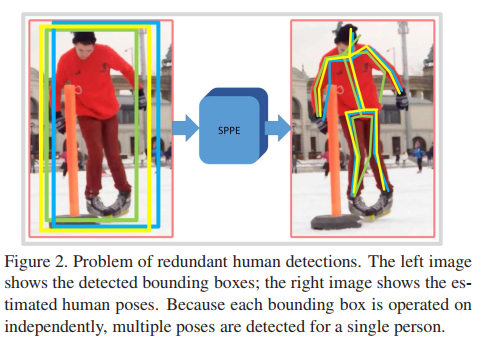 SPPE
Figure 2. Problem of redundant human detections. The left image
shows the detected bounding boxes; the right image shows the es-
timated human poses. Because each bounding box is operated on
independently, multiple poses are detected for a single person.